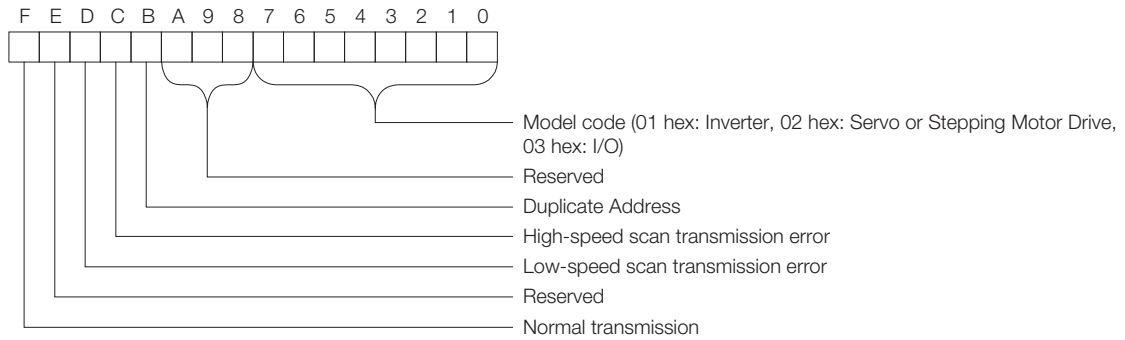 F E D C B A 9 8 7 6 5 4 3 2 1 0
Model code (01 hex: Inverter, 02 hex: Servo or Stepping Motor Drive,
03 hex: I/O)
Reserved
Duplicate Address
High-speed scan transmission error
Low-speed scan transmission error
Reserved
Normal transmission